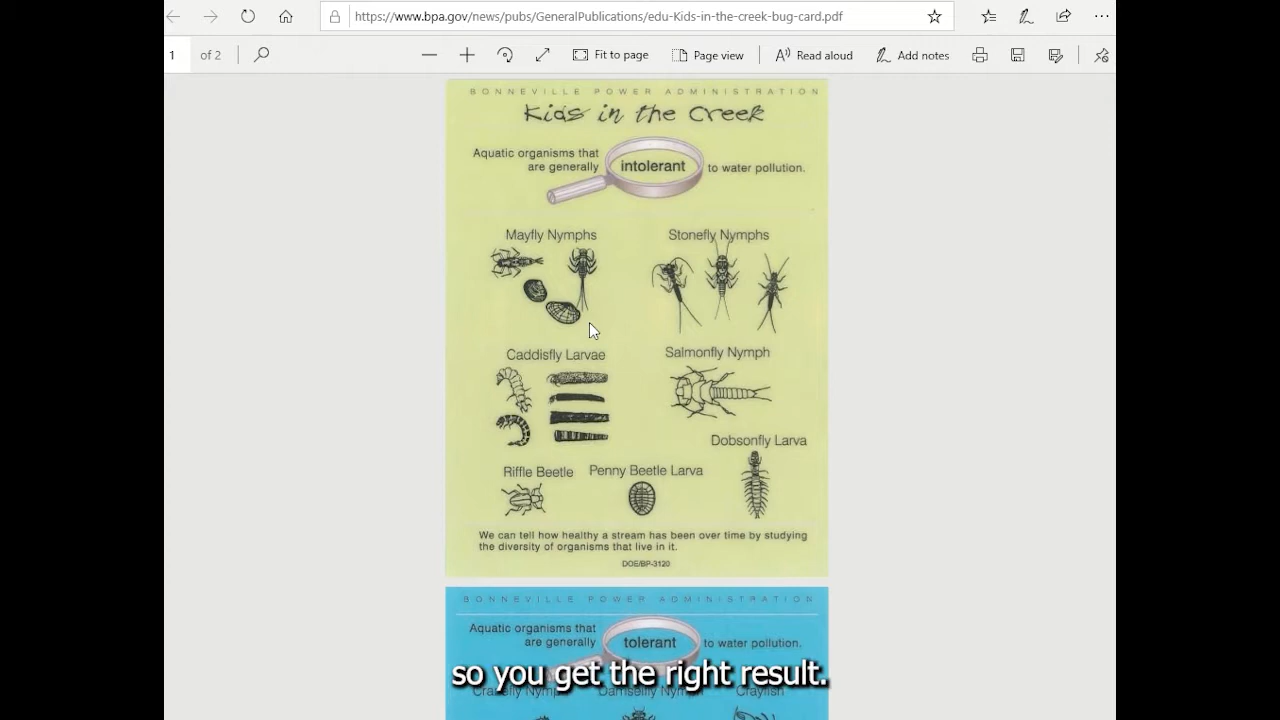 https://www.bpa.gov/news/pubs/GeneralPublications/edu-Kids-in-the-creek-bug-card.pdf
1 of 2
Fit to page
Page view
Read aloud
Add notes
BONNEVILLE POWER ADMINISTRATION
Kids in the Creek
Aquatic organisms that
are generally intolerant to water pollution.
Mayfly Nymphs
Stonefly Nymphs
Caddisfly Larvae
Salmonfly Nymph
Dobsonfly Larva
Riffle Beetle
Penny Beetle Larva
We can tell how healthy a stream has been over time by studying
the diversity of organisms that live in it.
DOE/BP-3120
BONNEVILLE POWER ADMINISTRATION
Aquatic organisms that
are generally tolerant to water pollution.
so you get the right result.
Damselfly Nymph
Crayfish